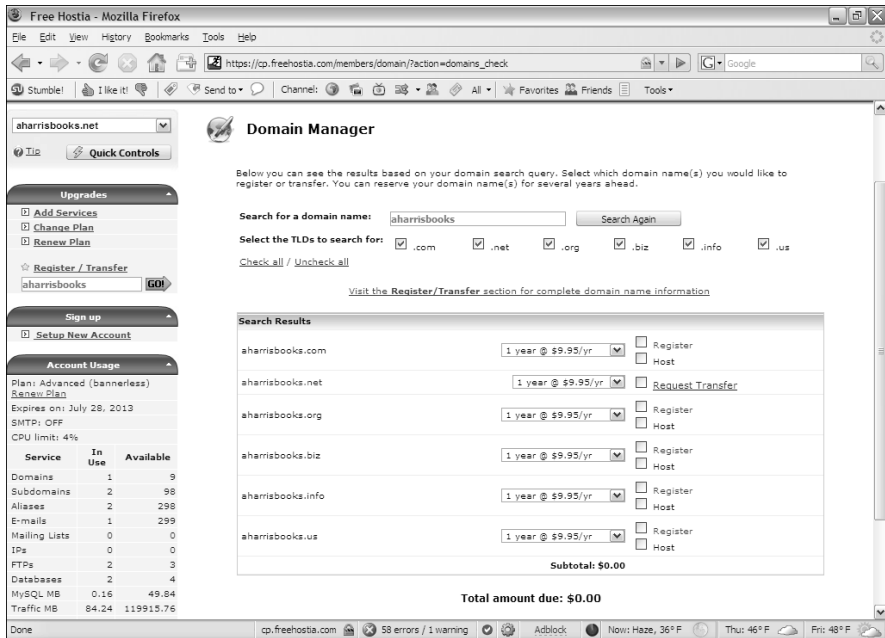 Free Hostia - Mozilla Firefox
File Edit View History Bookmarks Tools Help
https://cp.freehostia.com/members/domain/?action=domains_check
G Google
Stumble! I like it! Send to Channel: All Favorites Friends Tools
aharrisbooks.net
Tip Quick Controls
Upgrades
Add Services
Change Plan
Renew Plan
Register / Transfer
aharrisbooks GO!
Sign up
Setup New Account
Account Usage
Plan: Advanced (bannerless)
Renew Plan
Expires on: July 28, 2013
SMTP: OFF
CPU limit: 4%
Service In Use Available
Domains 1 9
Subdomains 2 98
Aliases 2 298
E-mails 1 299
Mailing Lists 0 0
IPs 0 0
FTPs 2 3
Databases 2 4
MySQL MB 0.16 49.84
Traffic MB 84.24 119915.76
Domain Manager
Below you can see the results based on your domain search query. Select which domain name(s) you would like to
register or transfer. You can reserve your domain name(s) for several years ahead.
Search for a domain name: aharrisbooks Search Again
Select the TLDs to search for: .com .net .org .biz .info .us
Check all / Uncheck all
Visit the Register/Transfer section for complete domain name information
Search Results
aharrisbooks.com 1 year @ $9.95/yr Register
Host
aharrisbooks.net 1 year @ $9.95/yr Request Transfer
aharrisbooks.org 1 year @ $9.95/yr Register
Host
aharrisbooks.biz 1 year @ $9.95/yr Register
Host
aharrisbooks.info 1 year @ $9.95/yr Register
Host
aharrisbooks.us 1 year @ $9.95/yr Register
Host
Subtotal: $0.00
Total amount due: $0.00
Done cp.freehostia.com 58 errors / 1 warning Adblock Now: Haze, 36° F Thu: 46° F Fri: 48° F